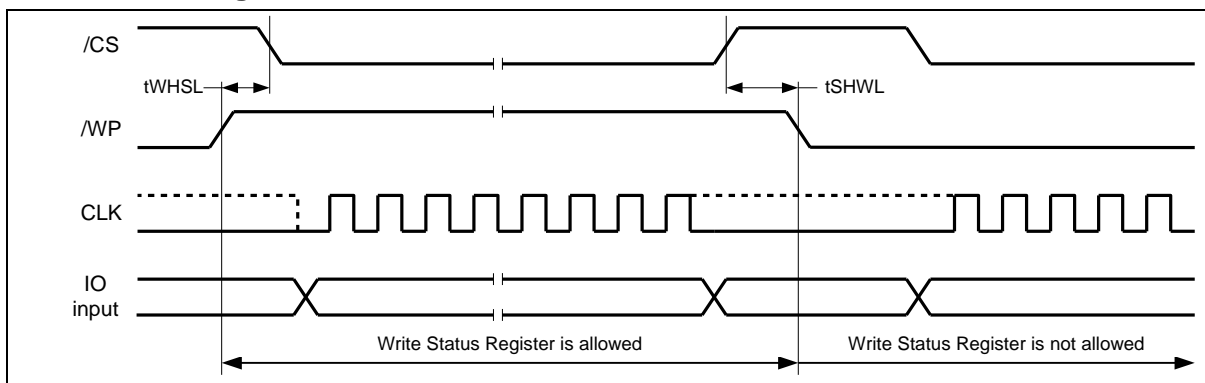 /CS
tWHSL
tSHWL
/WP
CLK
IO
input
Write Status Register is allowed
Write Status Register is not allowed